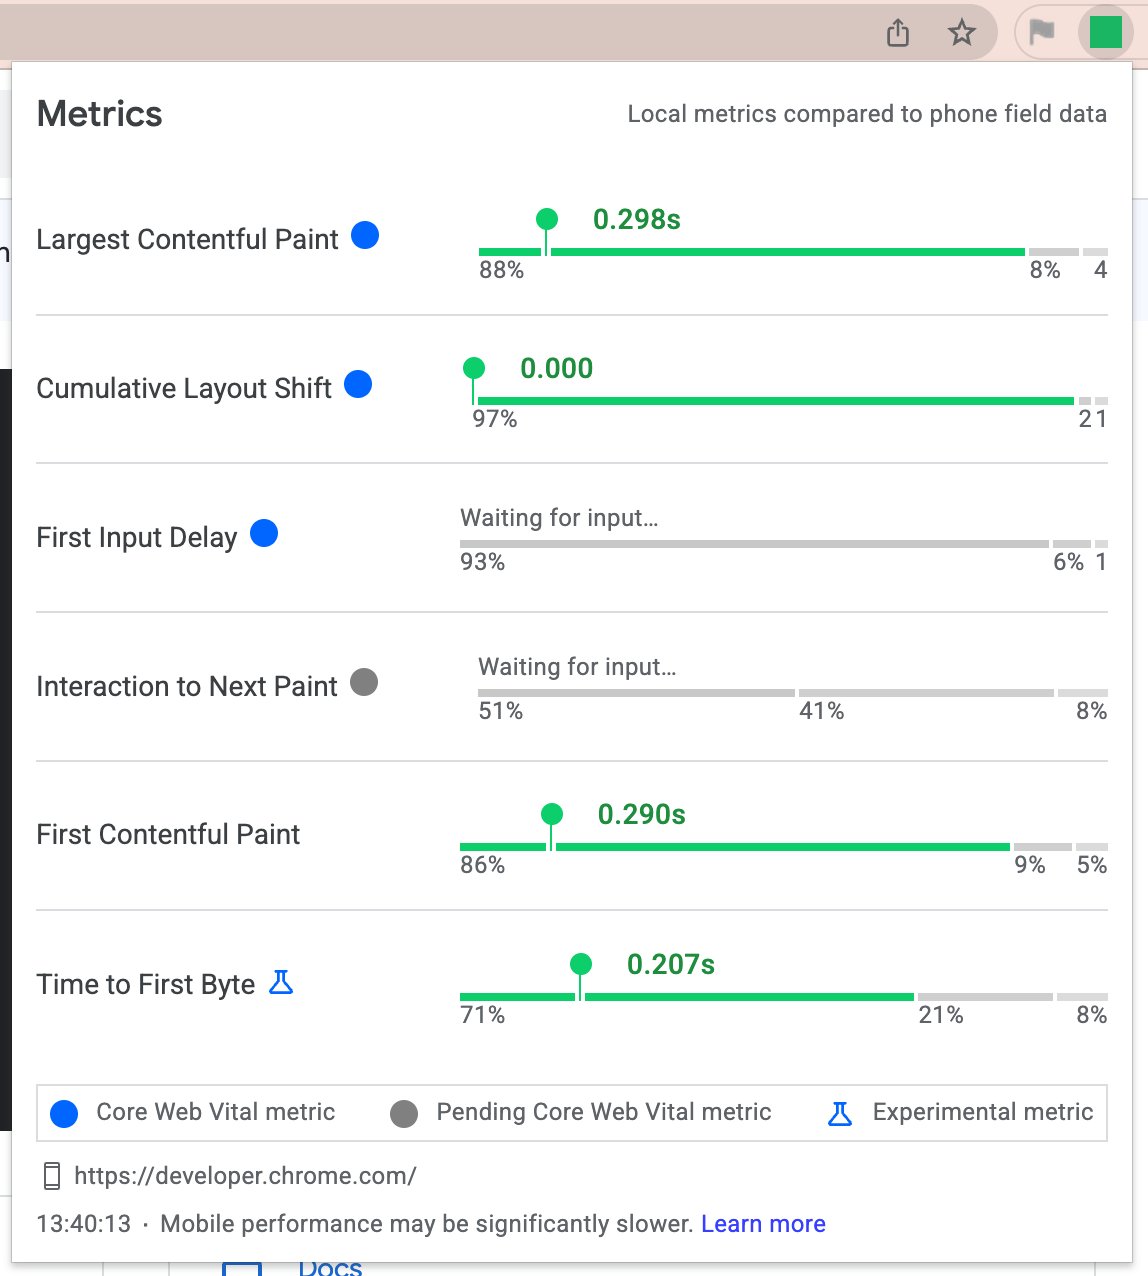 Metrics
Local metrics compared to phone field data
Largest Contentful Paint
0.298s
88% 8% 4
Cumulative Layout Shift
0.000
97% 2 1
First Input Delay
Waiting for input...
93% 6% 1
Interaction to Next Paint
Waiting for input...
51% 41% 8%
First Contentful Paint
0.290s
86% 9% 5%
Time to First Byte
0.207s
71% 21% 8%
Core Web Vital metric Pending Core Web Vital metric Experimental metric
https://developer.chrome.com/
13:40:13 · Mobile performance may be significantly slower. Learn more
Docs